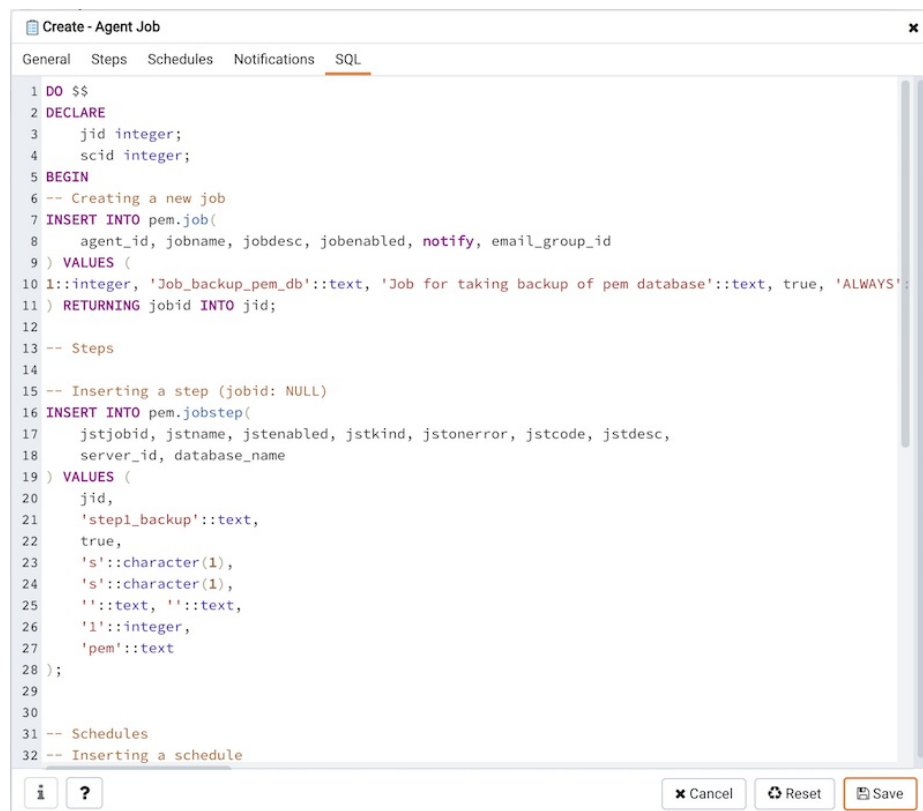 Create - Agent Job
General Steps Schedules Notifications SQL
1 DO $$
2 DECLARE
3 jid integer;
4 scid integer;
5 BEGIN
6 -- Creating a new job
7 INSERT INTO pem.job(
8 agent_id, jobname, jobdesc, jobenabled, notify, email_group_id
9 ) VALUES (
10 1::integer, 'Job_backup_pem_db'::text, 'Job for taking backup of pem database'::text, true, 'ALWAYS':
11 ) RETURNING jobid INTO jid;
12
13 -- Steps
14
15 -- Inserting a step (jobid: NULL)
16 INSERT INTO pem.jobstep(
17 jstjobid, jstname, jstenabled, jstkind, jstonerror, jstcode, jstdesc,
18 server_id, database_name
19 ) VALUES (
20 jid,
21 'step1_backup'::text,
22 true,
23 's'::character(1),
24 's'::character(1),
25 ''::text, ''::text,
26 '1'::integer,
27 'pem'::text
28 );
29
30
31 -- Schedules
32 -- Inserting a schedule
i ? Cancel Reset Save